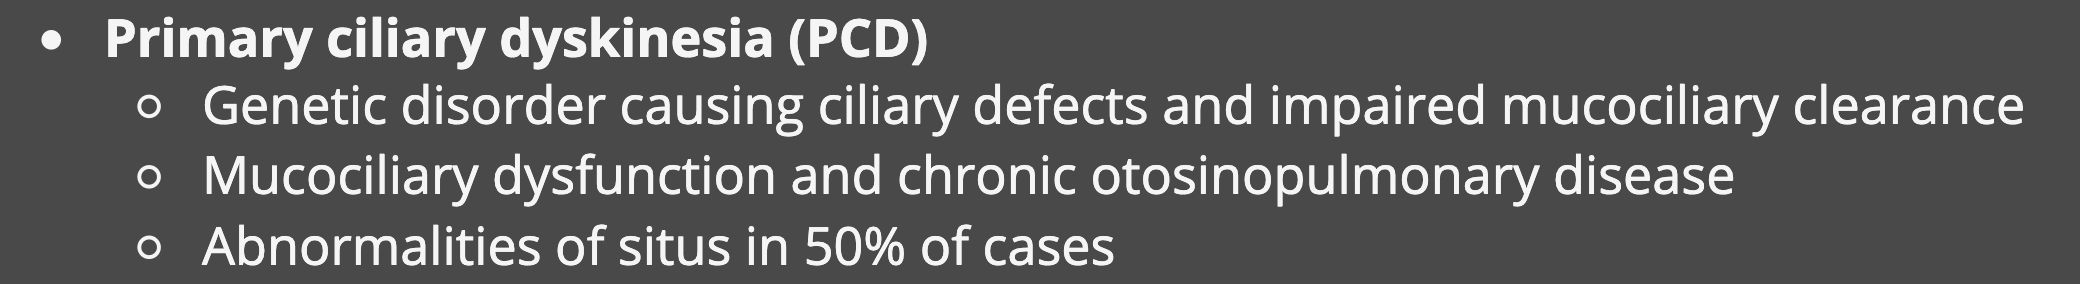 • Primary ciliary dyskinesia (PCD)
○ Genetic disorder causing ciliary defects and impaired mucociliary clearance
○ Mucociliary dysfunction and chronic otosinopulmonary disease
○ Abnormalities of situs in 50% of cases